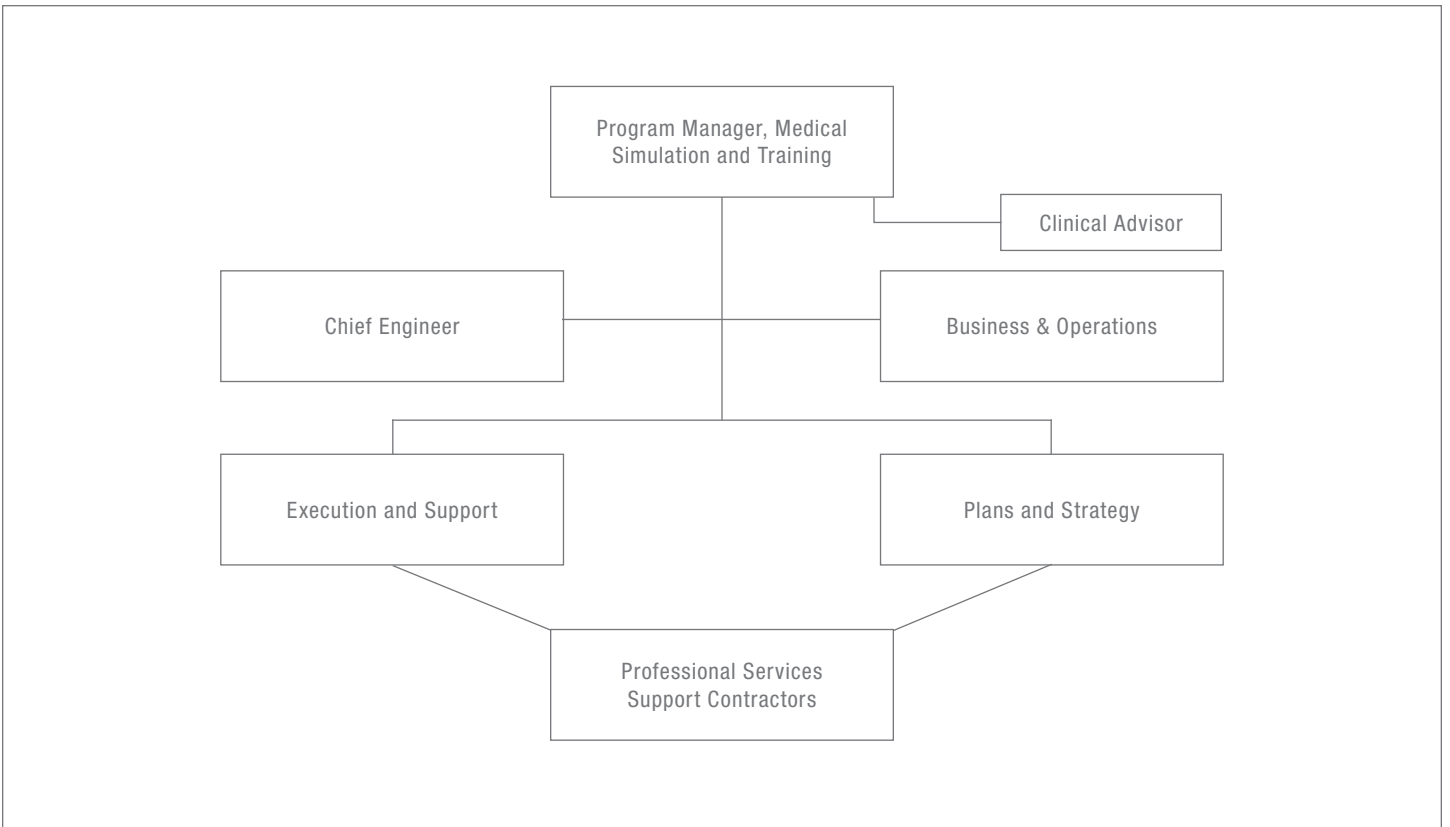 Program Manager, Medical
Simulation and Training
Clinical Advisor
Chief Engineer
Business & Operations
Execution and Support
Plans and Strategy
Professional Services
Support Contractors